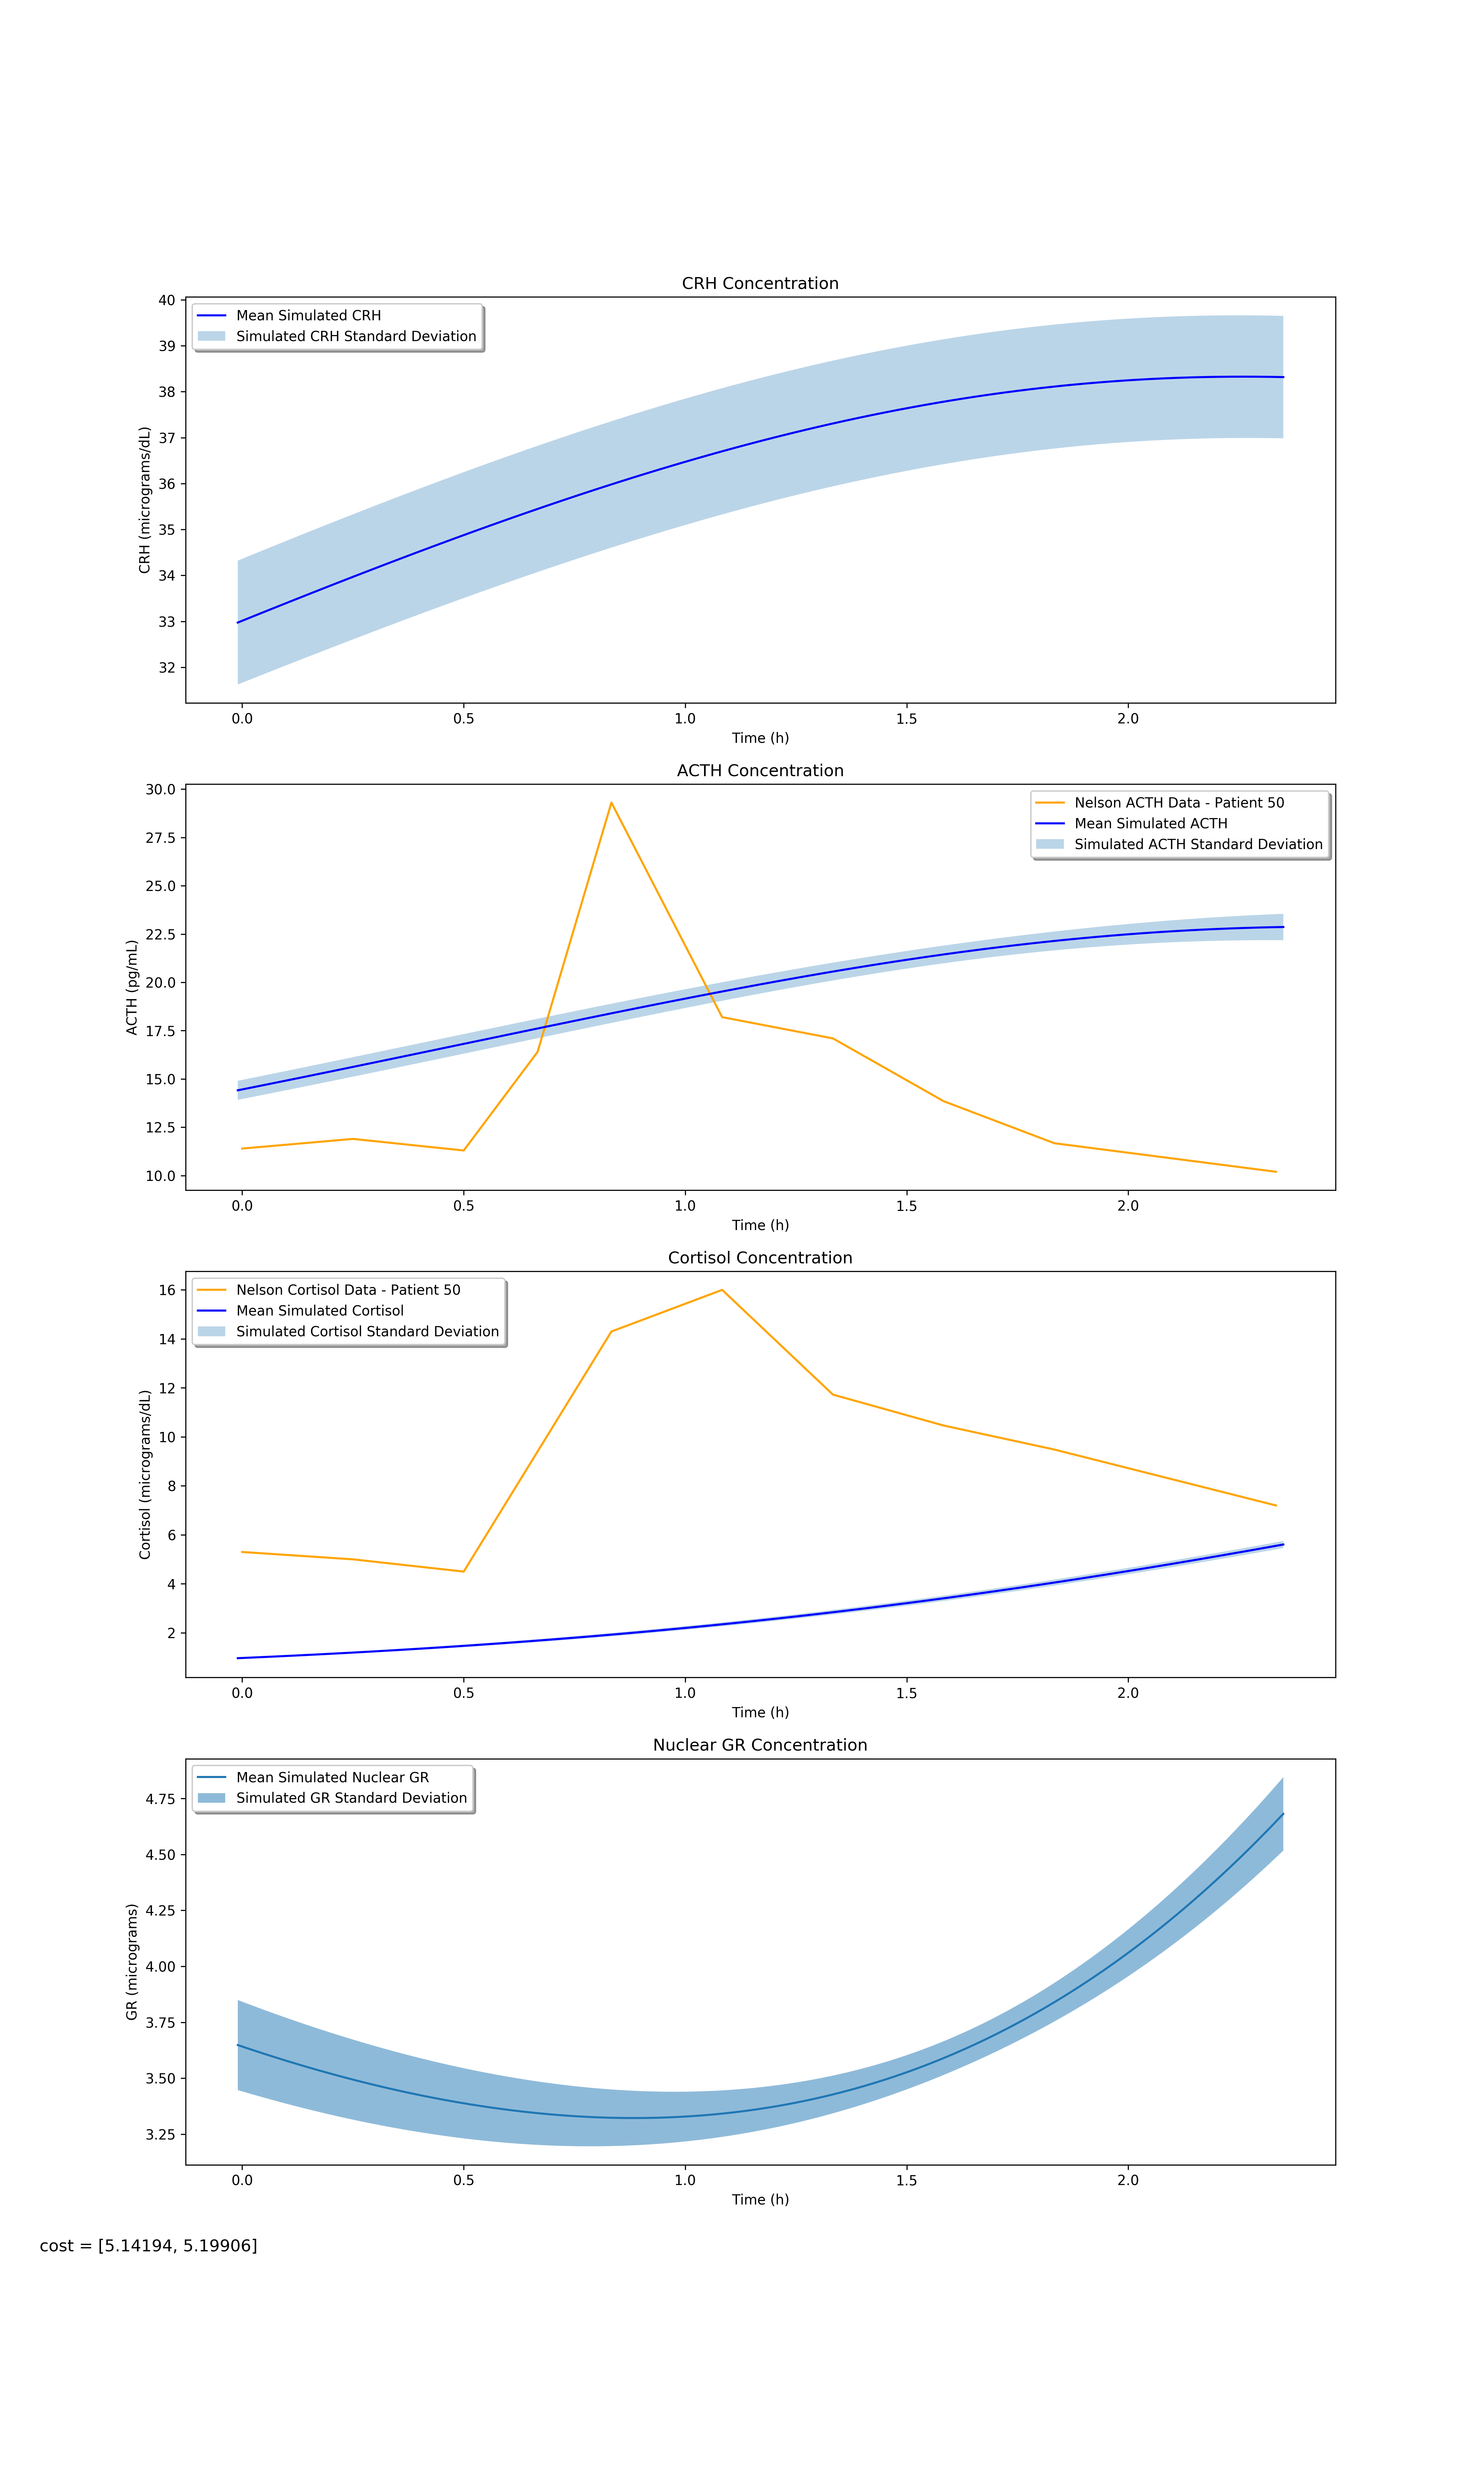 CRH Concentration
Mean Simulated CRH
Simulated CRH Standard Deviation
CRH (micrograms/dL)
40
39
38
37
36
35
34
33
32
0.0 0.5 1.0 1.5 2.0
Time (h)
ACTH Concentration
Nelson ACTH Data - Patient 50
Mean Simulated ACTH
Simulated ACTH Standard Deviation
ACTH (pg/mL)
30.0
27.5
25.0
22.5
20.0
17.5
15.0
12.5
10.0
0.0 0.5 1.0 1.5 2.0
Time (h)
Cortisol Concentration
Nelson Cortisol Data - Patient 50
Mean Simulated Cortisol
Simulated Cortisol Standard Deviation
Cortisol (micrograms/dL)
16
14
12
10
8
6
4
2
0.0 0.5 1.0 1.5 2.0
Time (h)
Nuclear GR Concentration
Mean Simulated Nuclear GR
Simulated GR Standard Deviation
GR (micrograms)
4.75
4.50
4.25
4.00
3.75
3.50
3.25
0.0 0.5 1.0 1.5 2.0
Time (h)
cost = [5.14194, 5.19906]